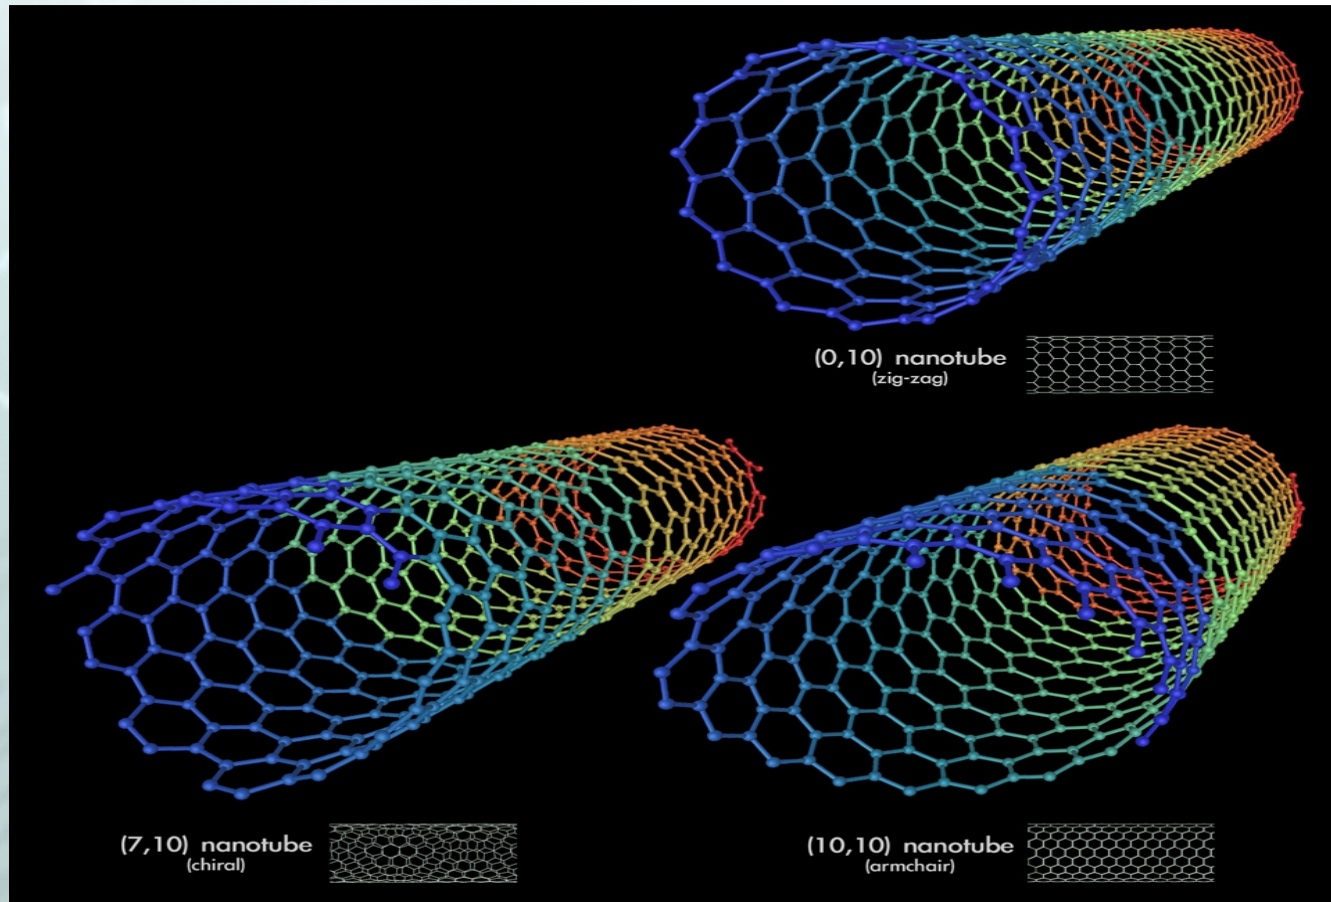 (0,10) nanotube
(zig-zag)
(7,10) nanotube
(chiral)
(10,10) nanotube
(armchair)